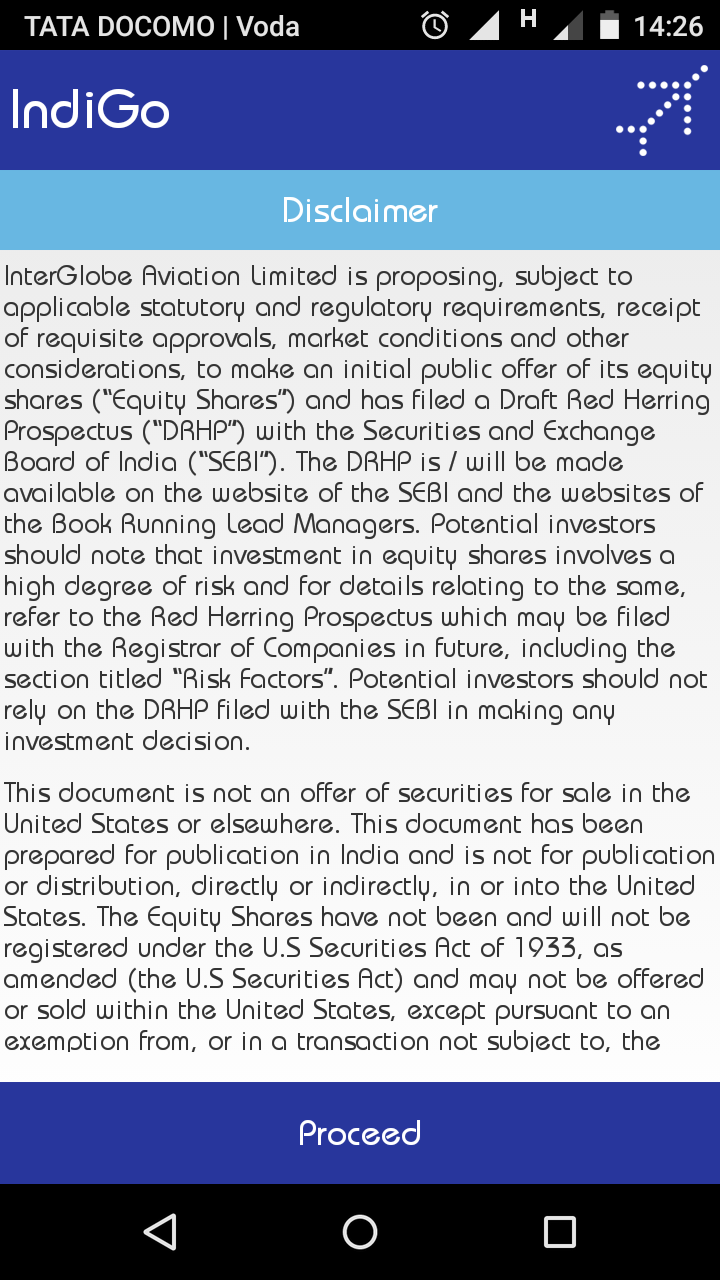 TATA DOCOMO | Voda H 14:26
IndiGo
Disclaimer
InterGlobe Aviation Limited is proposing, subject to
applicable statutory and regulatory requirements, receipt
of requisite approvals, market conditions and other
considerations, to make an initial public offer of its equity
shares (“Equity Shares”) and has filed a Draft Red Herring
Prospectus (“DRHP”) with the Securities and Exchange
Board of India (“SEBI”). The DRHP is / will be made
available on the website of the SEBI and the websites of
the Book Running Lead Managers. Potential investors
should note that investment in equity shares involves a
high degree of risk and for details relating to the same,
refer to the Red Herring Prospectus which may be filed
with the Registrar of Companies in future, including the
section titled “Risk Factors”. Potential investors should not
rely on the DRHP filed with the SEBI in making any
investment decision.
This document is not an offer of securities for sale in the
United States or elsewhere. This document has been
prepared for publication in India and is not for publication
or distribution, directly or indirectly, in or into the United
States. The Equity Shares have not been and will not be
registered under the U.S Securities Act of 1933, as
amended (the U.S Securities Act) and may not be offered
or sold within the United States, except pursuant to an
exemption from, or in a transaction not subject to, the
Proceed